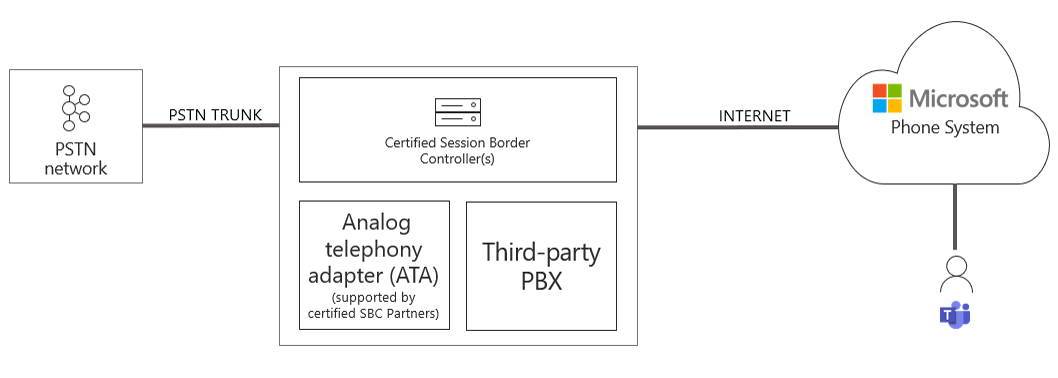 PSTN
network
PSTN TRUNK
Certified Session Border
Controller(s)
Analog
telephony
adapter (ATA)
(supported by
certified SBC Partners)
Third-party
PBX
INTERNET
Microsoft
Phone System
T